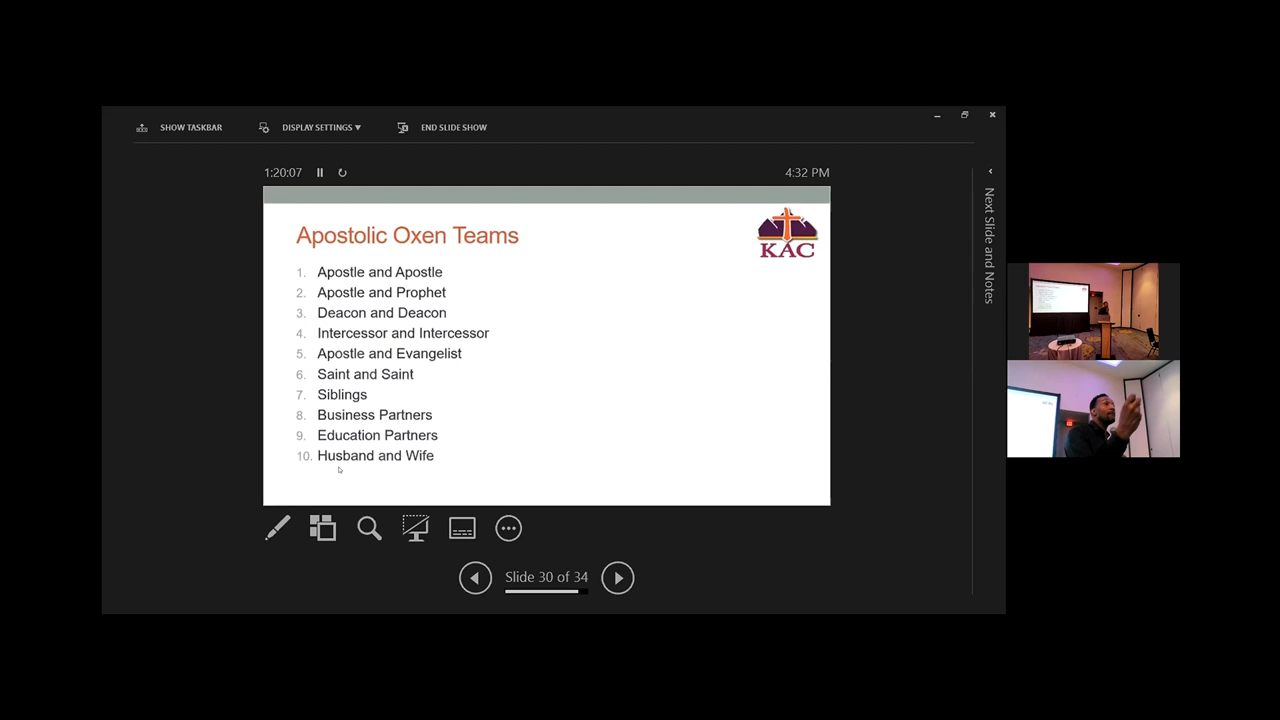 SHOW TASKBAR
DISPLAY SETTINGS ▼
END SLIDE SHOW
1:20:07
4:32 PM
Apostolic Oxen Teams
KAC
1. Apostle and Apostle
2. Apostle and Prophet
3. Deacon and Deacon
4. Intercessor and Intercessor
5. Apostle and Evangelist
6. Saint and Saint
7. Siblings
8. Business Partners
9. Education Partners
10. Husband and Wife
Slide 30 of 34
Next Slide and Notes